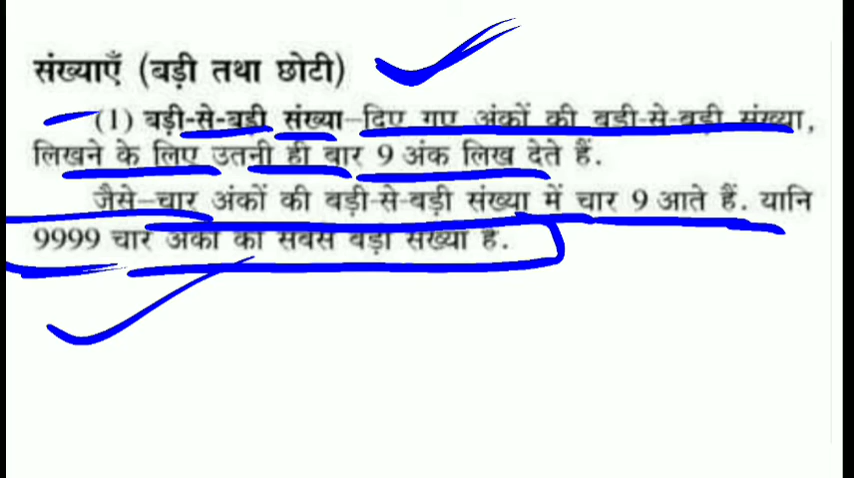 संख्याएँ (बड़ी तथा छोटी)
(1) बड़ी-से-बड़ी संख्या–दिए गए अंकों की बड़ी-से-बड़ी संख्या,
लिखने के लिए उतनी ही बार 9 अंक लिख देते हैं.
जैसे–चार अंकों की बड़ी-से-बड़ी संख्या में चार 9 आते हैं. यानि
9999 चार अंकों की सबसे बड़ी संख्या है.